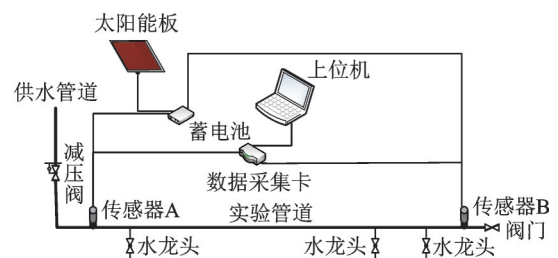 太阳能板
上位机
供水管道
蓄电池
减压阀
数据采集卡
传感器A
实验管道
传感器B
阀门
水龙头
水龙头
水龙头